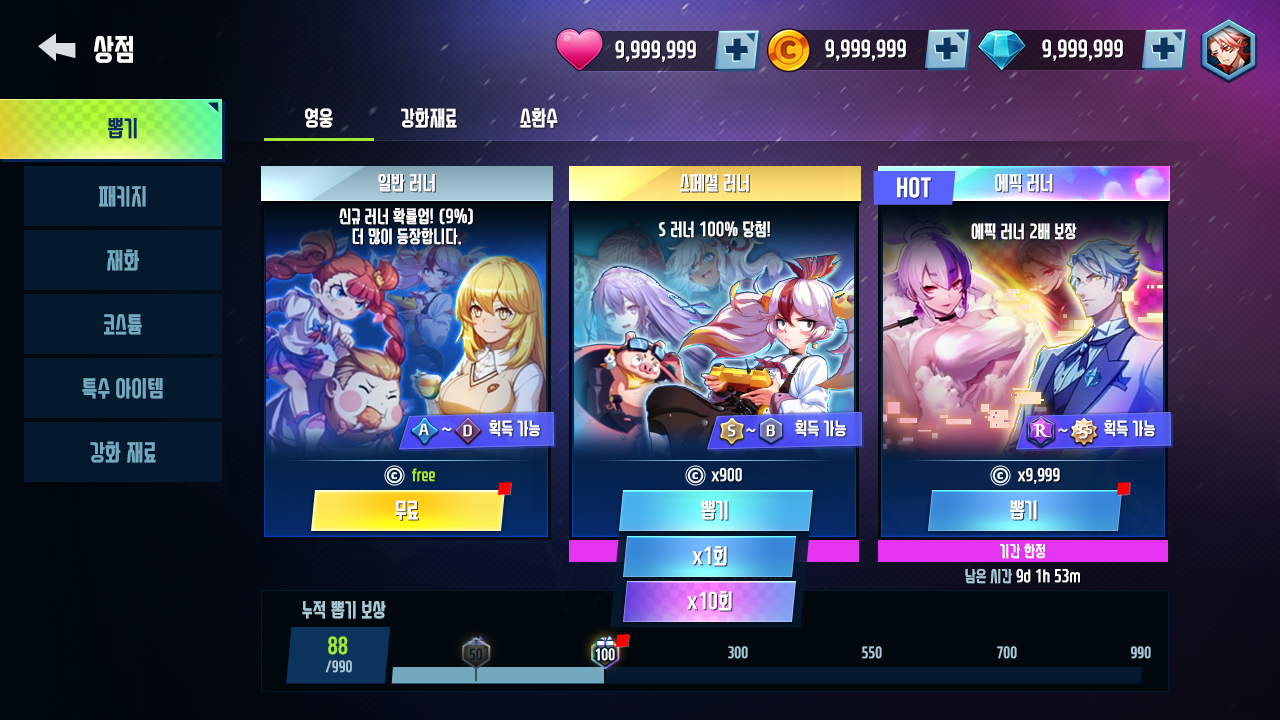 상점
9,999,999
C
9,999,999
9,999,999
뽑기
패키지
재화
코스튬
특수 아이템
강화 재료
영웅
강화재료
소환수
일반 러너
신규 러너 확률업! (9%)
더 많이 등장합니다.
A ~ D 획득 가능
C free
무료
스페셜 러너
S 러너 100% 당첨!
S ~ B 획득 가능
C x900
뽑기
x1회
x10회
HOT
에픽 러너
에픽 러너 2배 보장
R ~ S 획득 가능
C x9,999
뽑기
기간 한정
남은 시간 9d 1h 53m
누적 뽑기 보상
88
/990
50
100
300
550
700
990